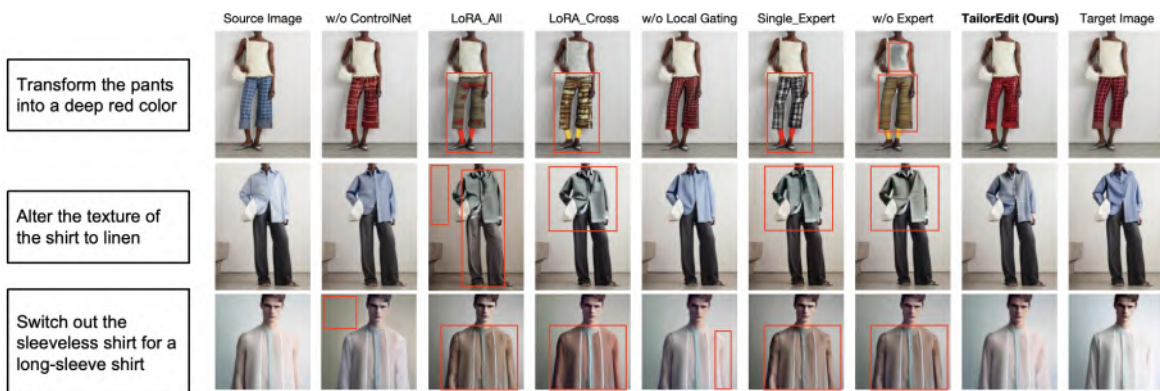 Source Image w/o ControlNet LoRA_All LoRA_Cross w/o Local Gating Single_Expert w/o Expert TailorEdit (Ours) Target Image
Transform the pants
into a deep red color
Alter the texture of
the shirt to linen
Switch out the
sleeveless shirt for a
long-sleeve shirt